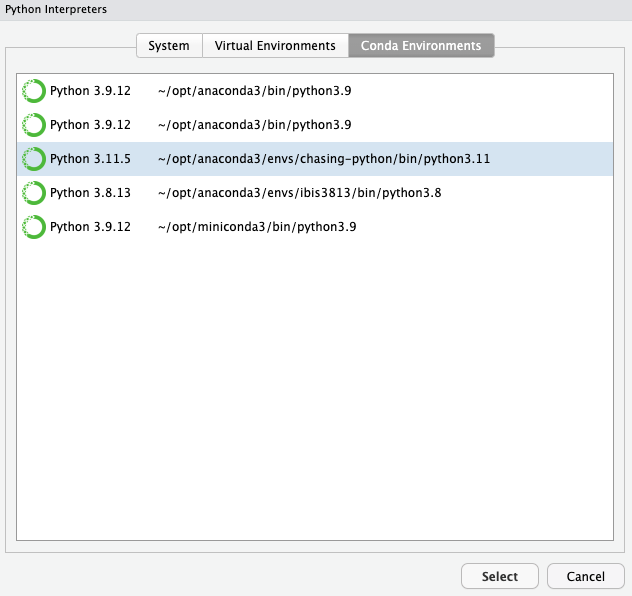 Python Interpreters
System Virtual Environments Conda Environments
Python 3.9.12 ~/opt/anaconda3/bin/python3.9
Python 3.9.12 ~/opt/anaconda3/bin/python3.9
Python 3.11.5 ~/opt/anaconda3/envs/chasing-python/bin/python3.11
Python 3.8.13 ~/opt/anaconda3/envs/ibis3813/bin/python3.8
Python 3.9.12 ~/opt/miniconda3/bin/python3.9
Select Cancel